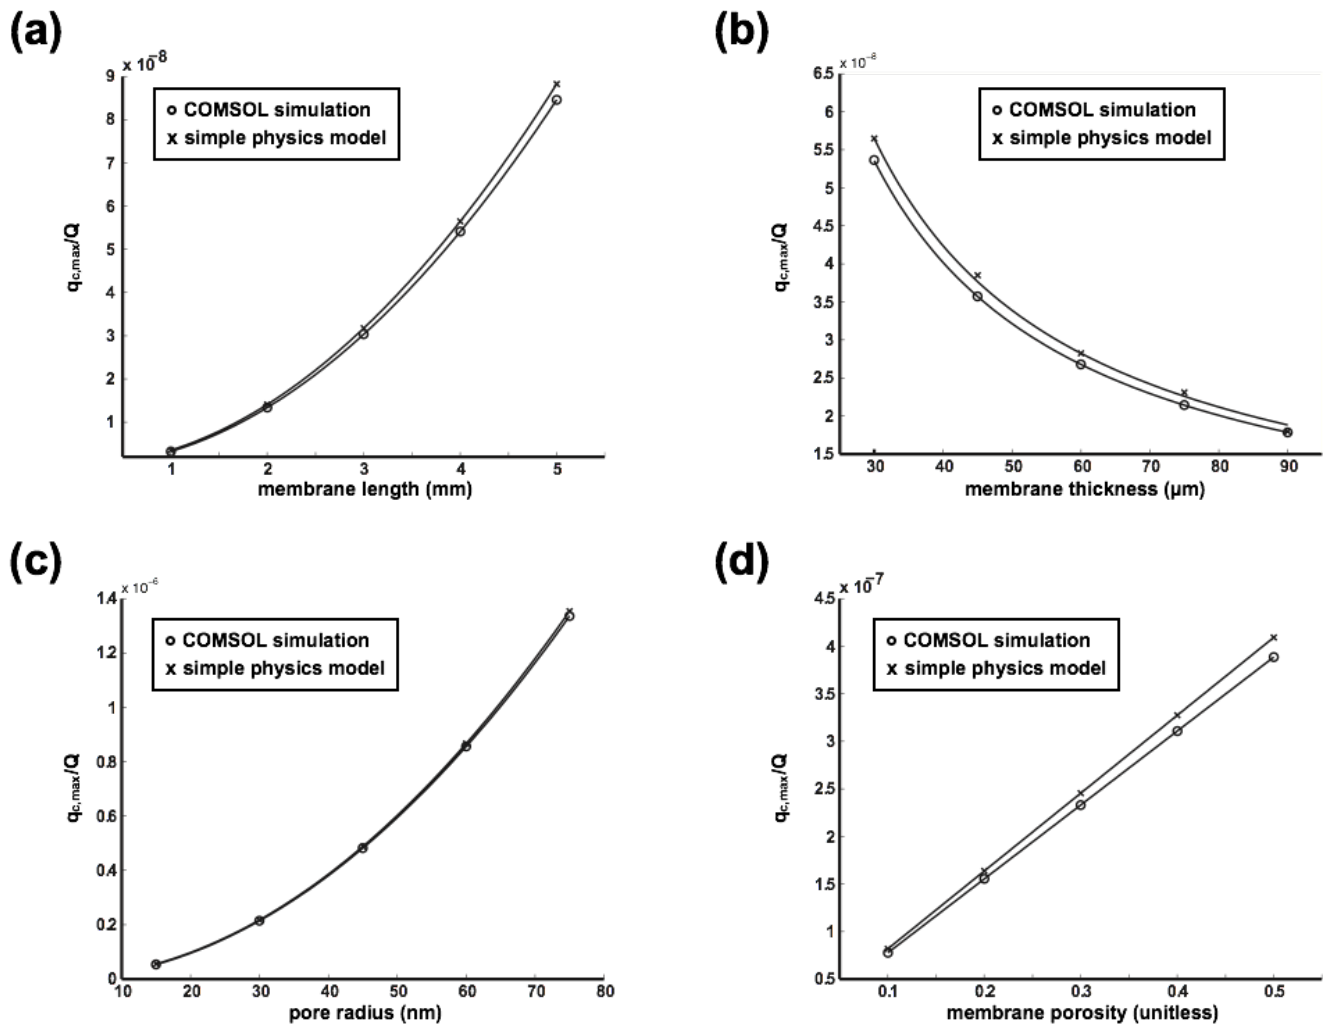 (a)
x 10⁻⁸
9
8
7
6
5
4
3
2
1
q_c,max/Q
o COMSOL simulation
x simple physics model
1 2 3 4 5
membrane length (mm)
(b)
x 10⁻⁸
6.5
6
5.5
5
4.5
4
3.5
3
2.5
2
1.5
q_c,max/Q
o COMSOL simulation
x simple physics model
30 40 50 60 70 80 90
membrane thickness (µm)
(c)
x 10⁻⁶
1.4
1.2
1
0.8
0.6
0.4
0.2
0
q_c,max/Q
o COMSOL simulation
x simple physics model
10 20 30 40 50 60 70 80
pore radius (nm)
(d)
x 10⁻⁷
4.5
4
3.5
3
2.5
2
1.5
1
0.5
q_c,max/Q
o COMSOL simulation
x simple physics model
0.1 0.2 0.3 0.4 0.5
membrane porosity (unitless)